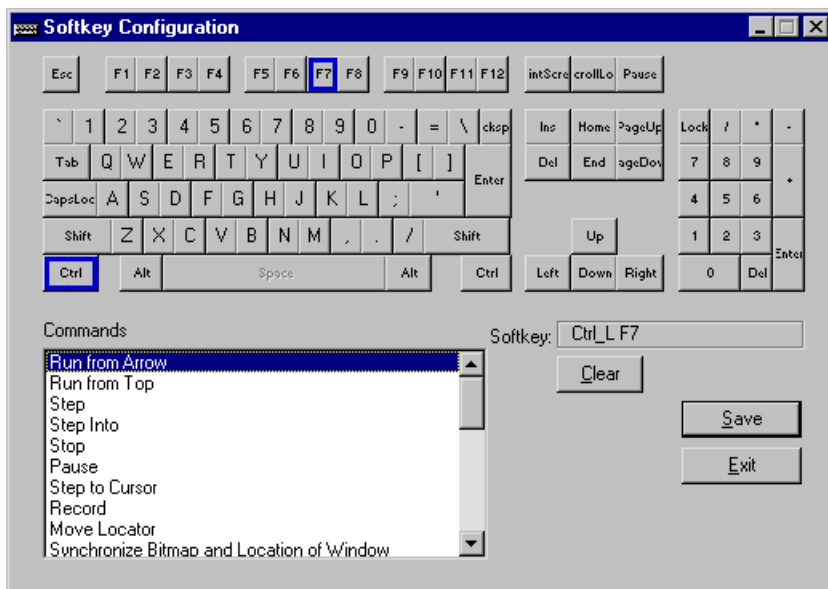 Softkey Configuration
Esc F1 F2 F3 F4 F5 F6 F7 F8 F9 F10 F11 F12 intScre crollLo Pause
` 1 2 3 4 5 6 7 8 9 0 - = \ cksp Ins Home PageUp Lock / * -
Tab Q W E R T Y U I O P [ ] Enter Del End ageDov 7 8 9 +
CapsLoc A S D F G H J K L ; ' 4 5 6
Shift Z X C V B N M , . / Shift Up 1 2 3 Enter
Ctrl Alt Space Alt Ctrl Left Down Right 0 Del
Commands
Softkey: Ctrl_L F7
Run from Arrow
Run from Top
Step
Step Into
Stop
Pause
Step to Cursor
Record
Move Locator
Synchronize Bitmap and Location of Window
Clear
Save
Exit